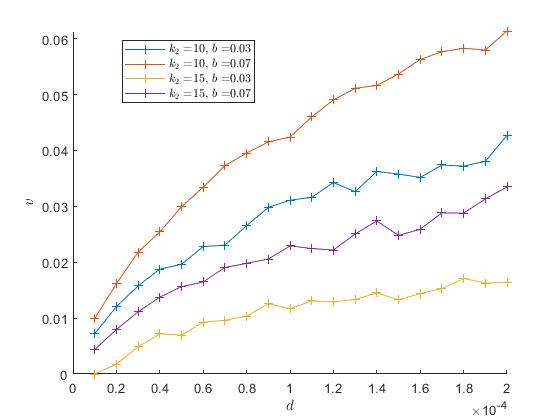 0.06
0.05
0.04
0.03
0.02
0.01
0
v
k₂ =10, b =0.03
k₂ =10, b =0.07
k₂ =15, b =0.03
k₂ =15, b =0.07
0 0.2 0.4 0.6 0.8 1 1.2 1.4 1.6 1.8 2
d
×10⁻⁴